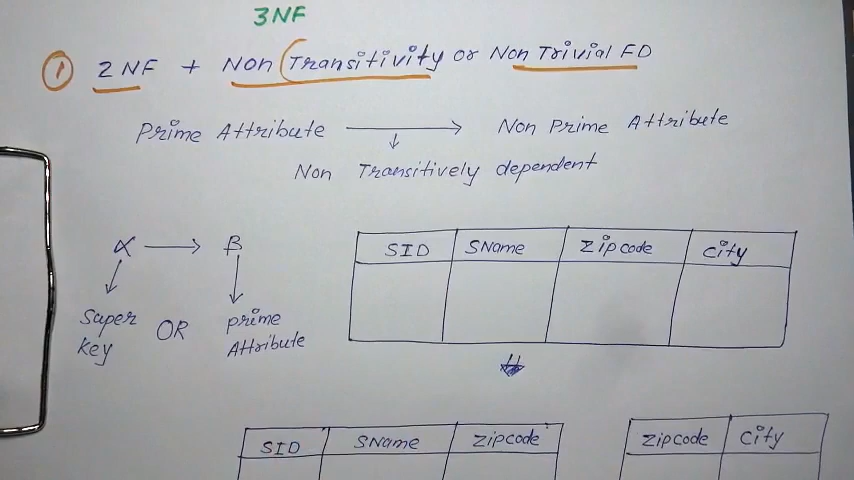 3NF
① 2NF + Non (Transitivity or Non Trivial FD
Prime Attribute → Non Prime Attribute
Non Transitively dependent
α → β
Super Key OR prime Attribute
SID SName Zipcode City
SID SName Zipcode
Zipcode City